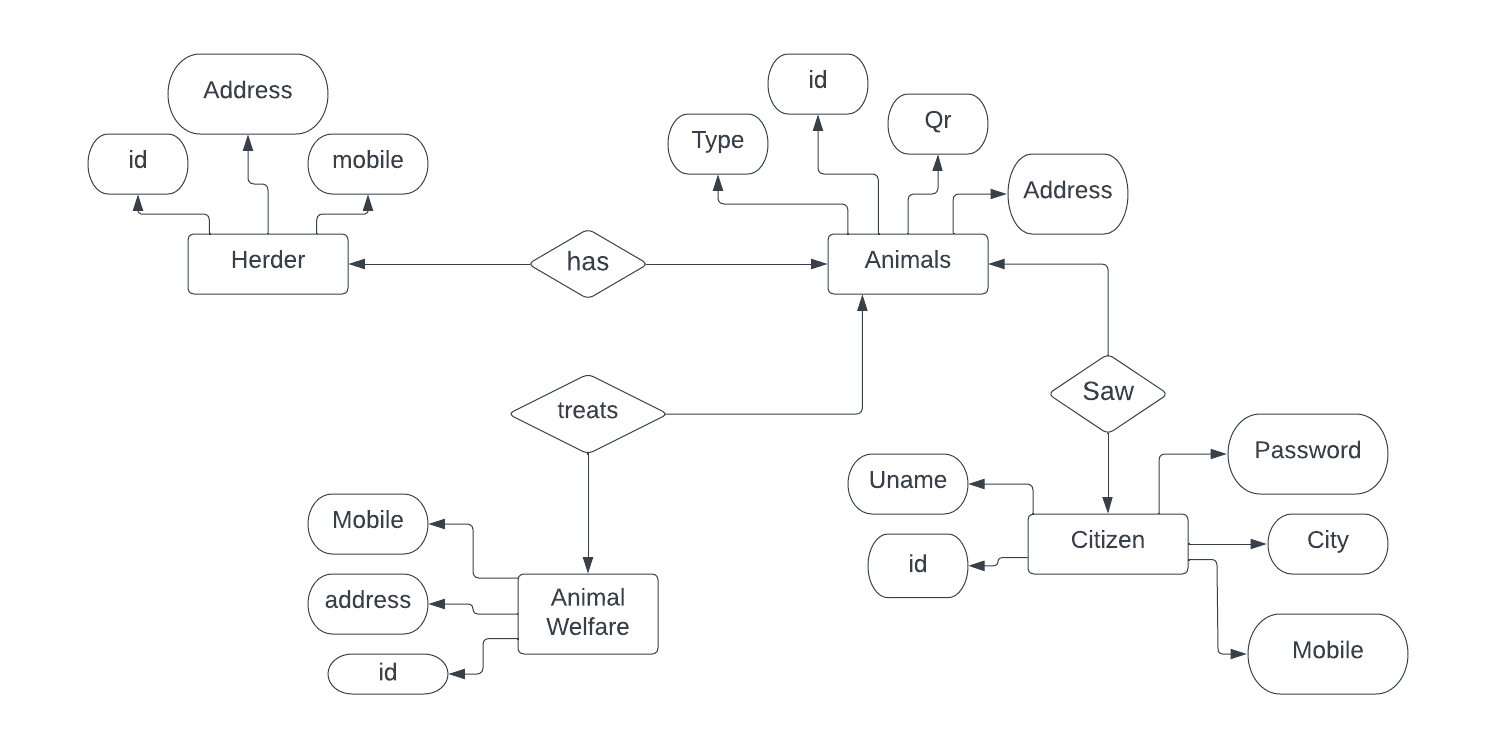 Address
id
mobile
Herder
has
Type
id
Qr
Address
Animals
treats
Saw
Mobile
address
id
Animal
Welfare
Uname
id
Citizen
Password
City
Mobile